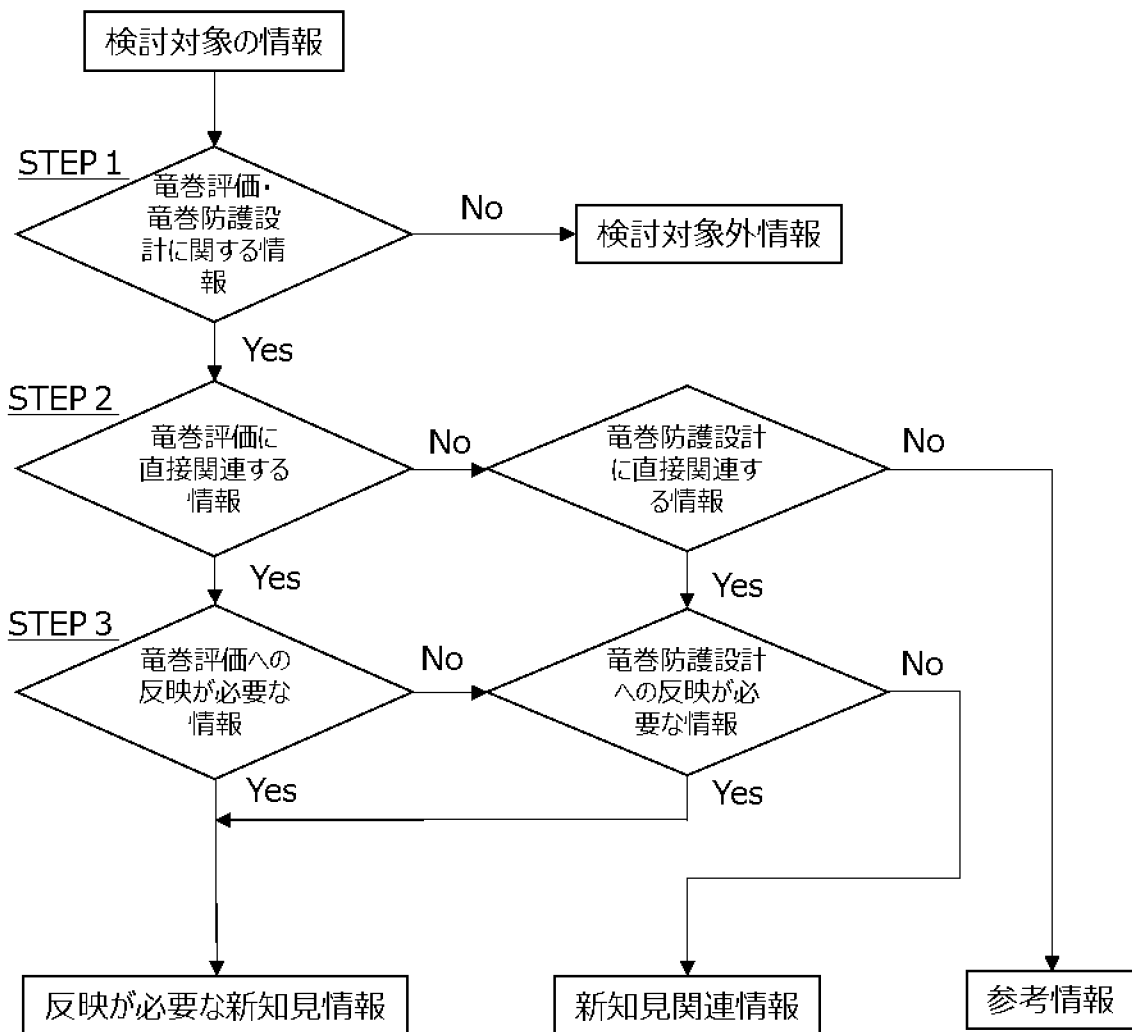 検討対象の情報
STEP 1
竜巻評価・
竜巻防護設
計に関する情
報
No
検討対象外情報
Yes
STEP 2
竜巻評価に
直接関連する
情報
No
竜巻防護設計
に直接関連す
る情報
No
Yes
Yes
STEP 3
竜巻評価への
反映が必要な
情報
No
竜巻防護設計
への反映が必
要な情報
No
Yes
Yes
反映が必要な新知見情報
新知見関連情報
参考情報